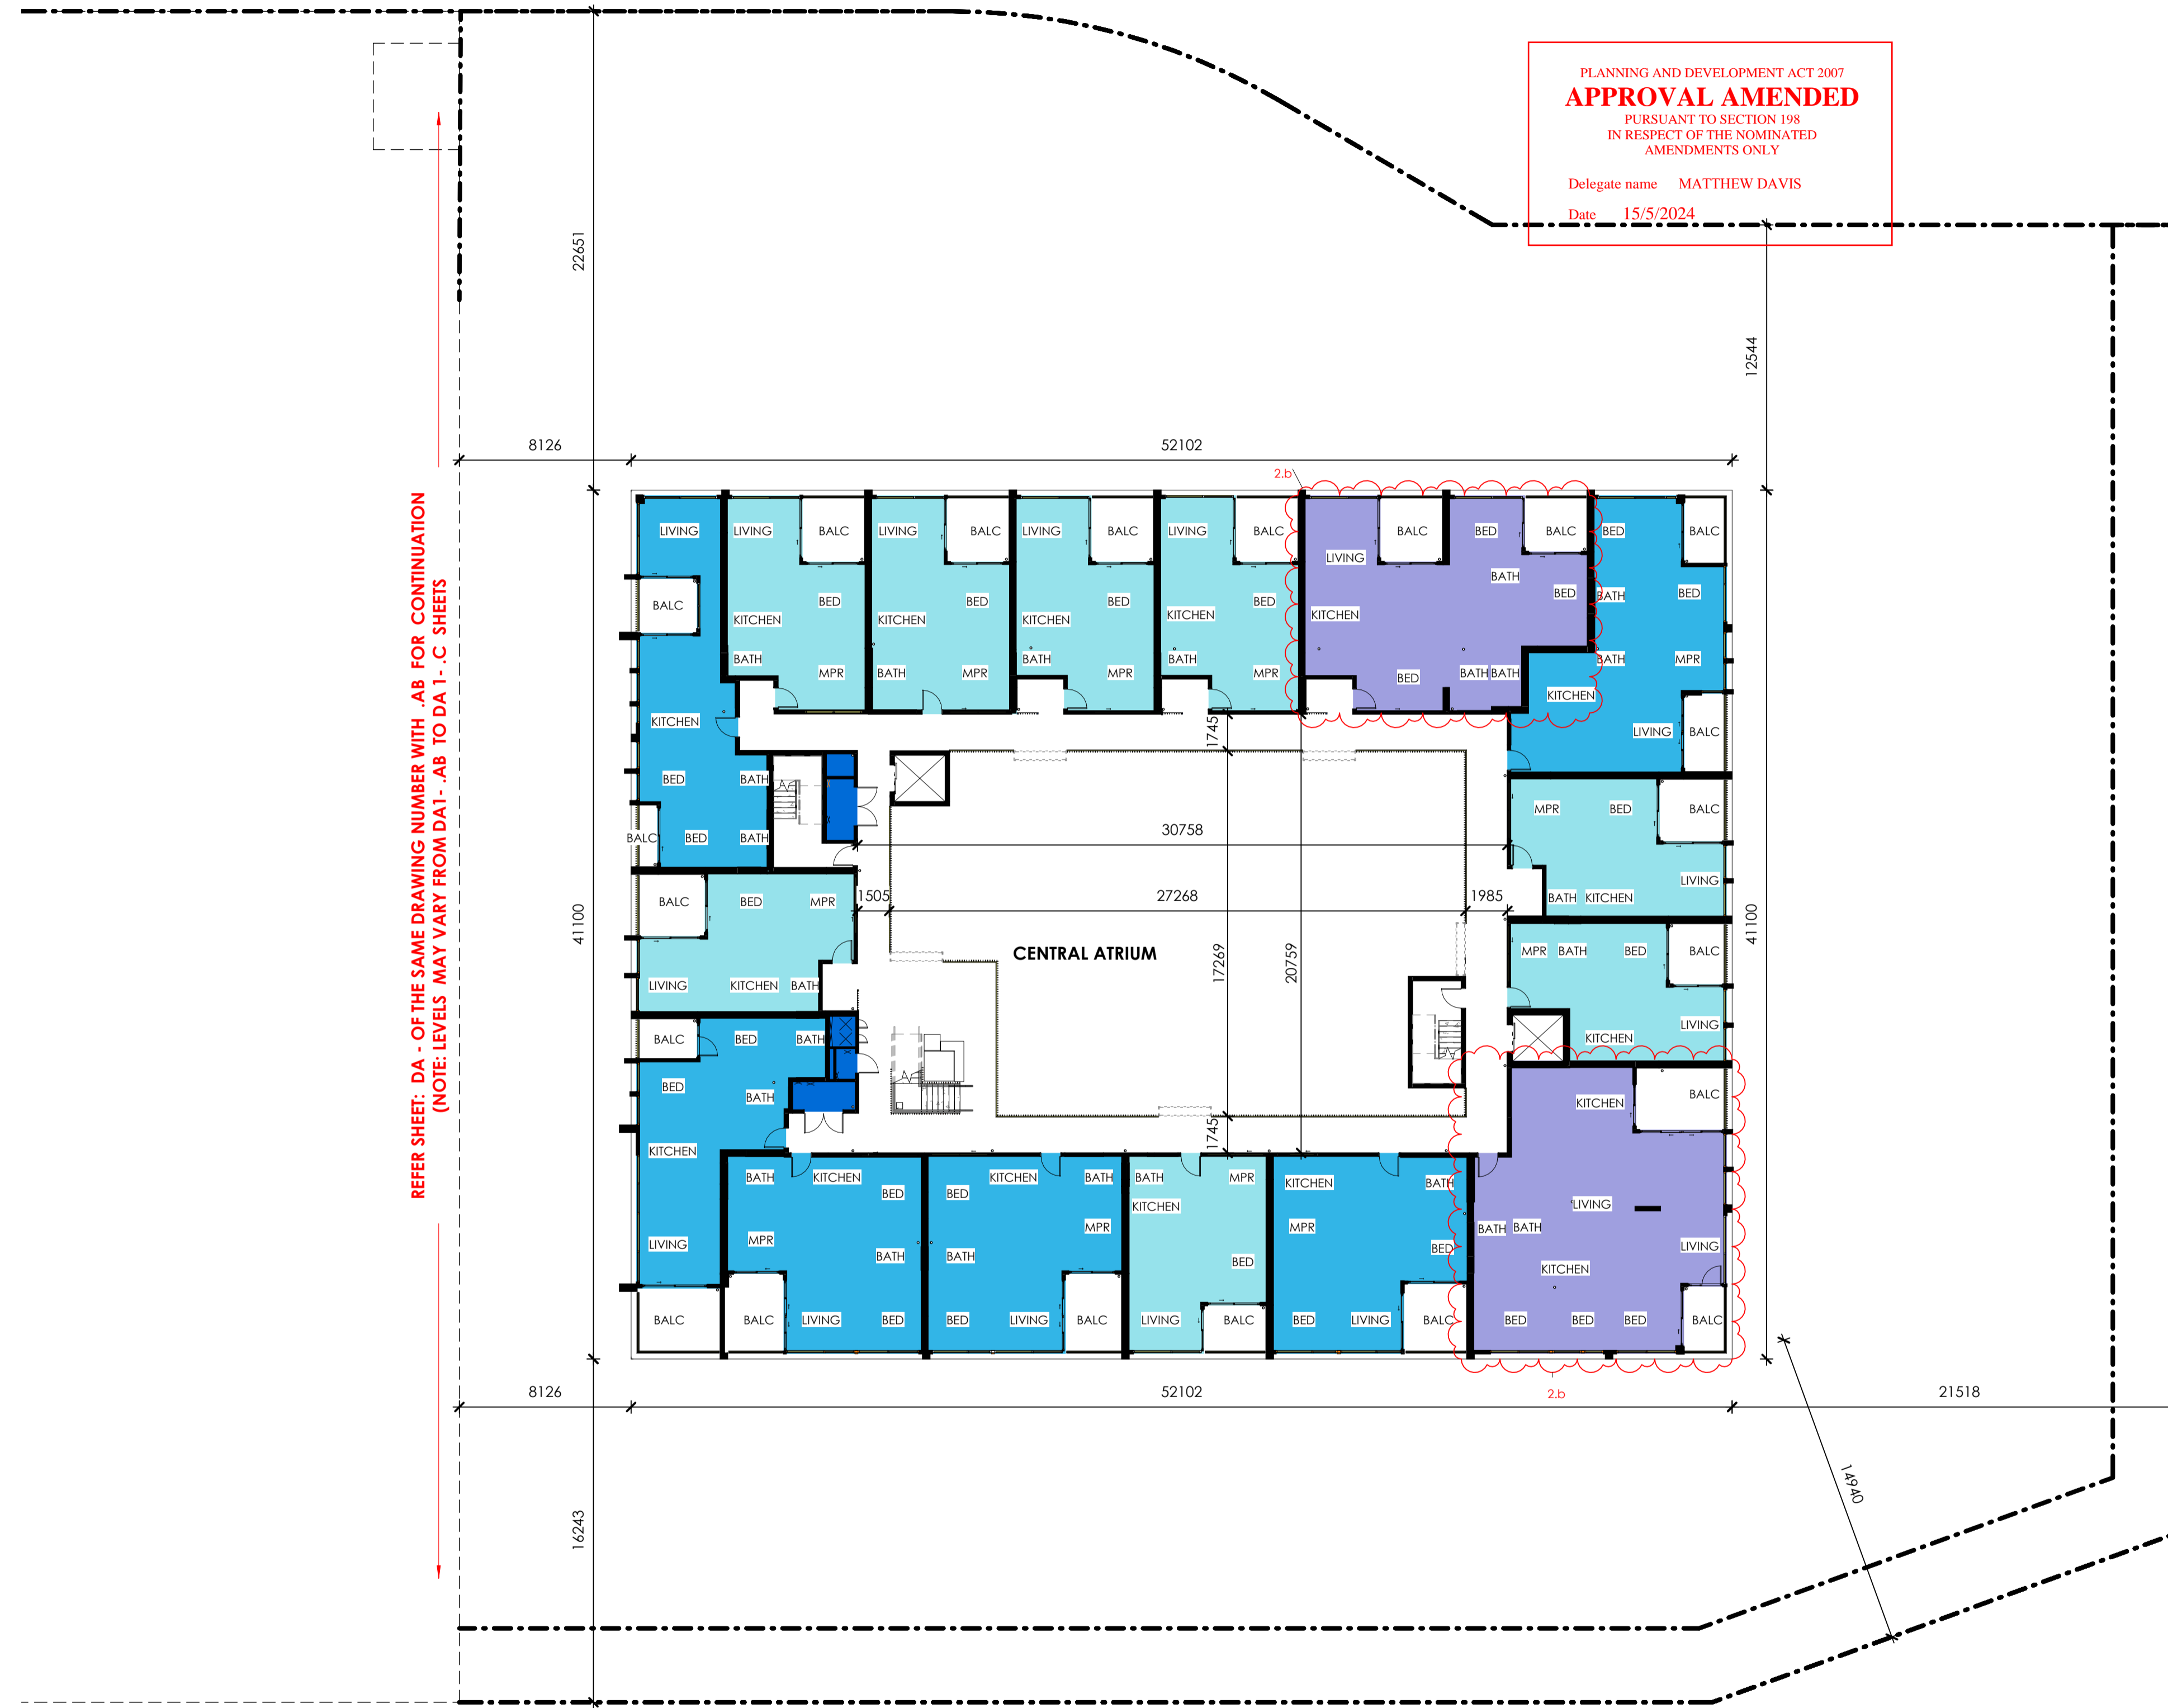 PLANNING AND DEVELOPMENT ACT 2007
APPROVAL AMENDED
PURSUANT TO SECTION 198
IN RESPECT OF THE NOMINATED
AMENDMENTS ONLY
Delegate name MATTHEW DAVIS
Date 15/5/2024
REFER SHEET: DA - OF THE SAME DRAWING NUMBER WITH .AB FOR CONTINUATION
(NOTE: LEVELS MAY VARY FROM DA1- .AB TO DA 1- .C SHEETS
22651
12544
8126
52102
2.b
LIVING
LIVING
BALC
LIVING
BALC
LIVING
BALC
LIVING
BALC
BALC
BED
BALC
BED
BALC
LIVING
BATH
BALC
BED
BED
BED
BED
BED
BATH
BED
KITCHEN
KITCHEN
KITCHEN
KITCHEN
KITCHEN
BATH
MPR
BATH
MPR
BATH
MPR
BATH
MPR
BED
BATH
BATH
BATH
MPR
KITCHEN
KITCHEN
LIVING
BALC
1745
BED
BATH
BALC
BED
BATH
MPR
BED
BALC
30758
LIVING
BATH
KITCHEN
BALC
BED
MPR
1505
27268
1985
41100
41100
CENTRAL ATRIUM
17269
20759
MPR
BATH
BED
BALC
LIVING
KITCHEN
BATH
LIVING
KITCHEN
BALC
BED
BATH
BED
BATH
KITCHEN
BALC
1745
KITCHEN
LIVING
BALC
BATH
KITCHEN
BED
MPR
BATH
BALC
LIVING
BED
KITCHEN
BATH
BED
MPR
BATH
BED
LIVING
BALC
BATH
MPR
KITCHEN
BED
LIVING
BALC
KITCHEN
BATH
MPR
BED
BED
LIVING
BALC
LIVING
BATH
BATH
LIVING
KITCHEN
BED
BED
BED
BALC
8126
52102
2.b
21518
14940
16243